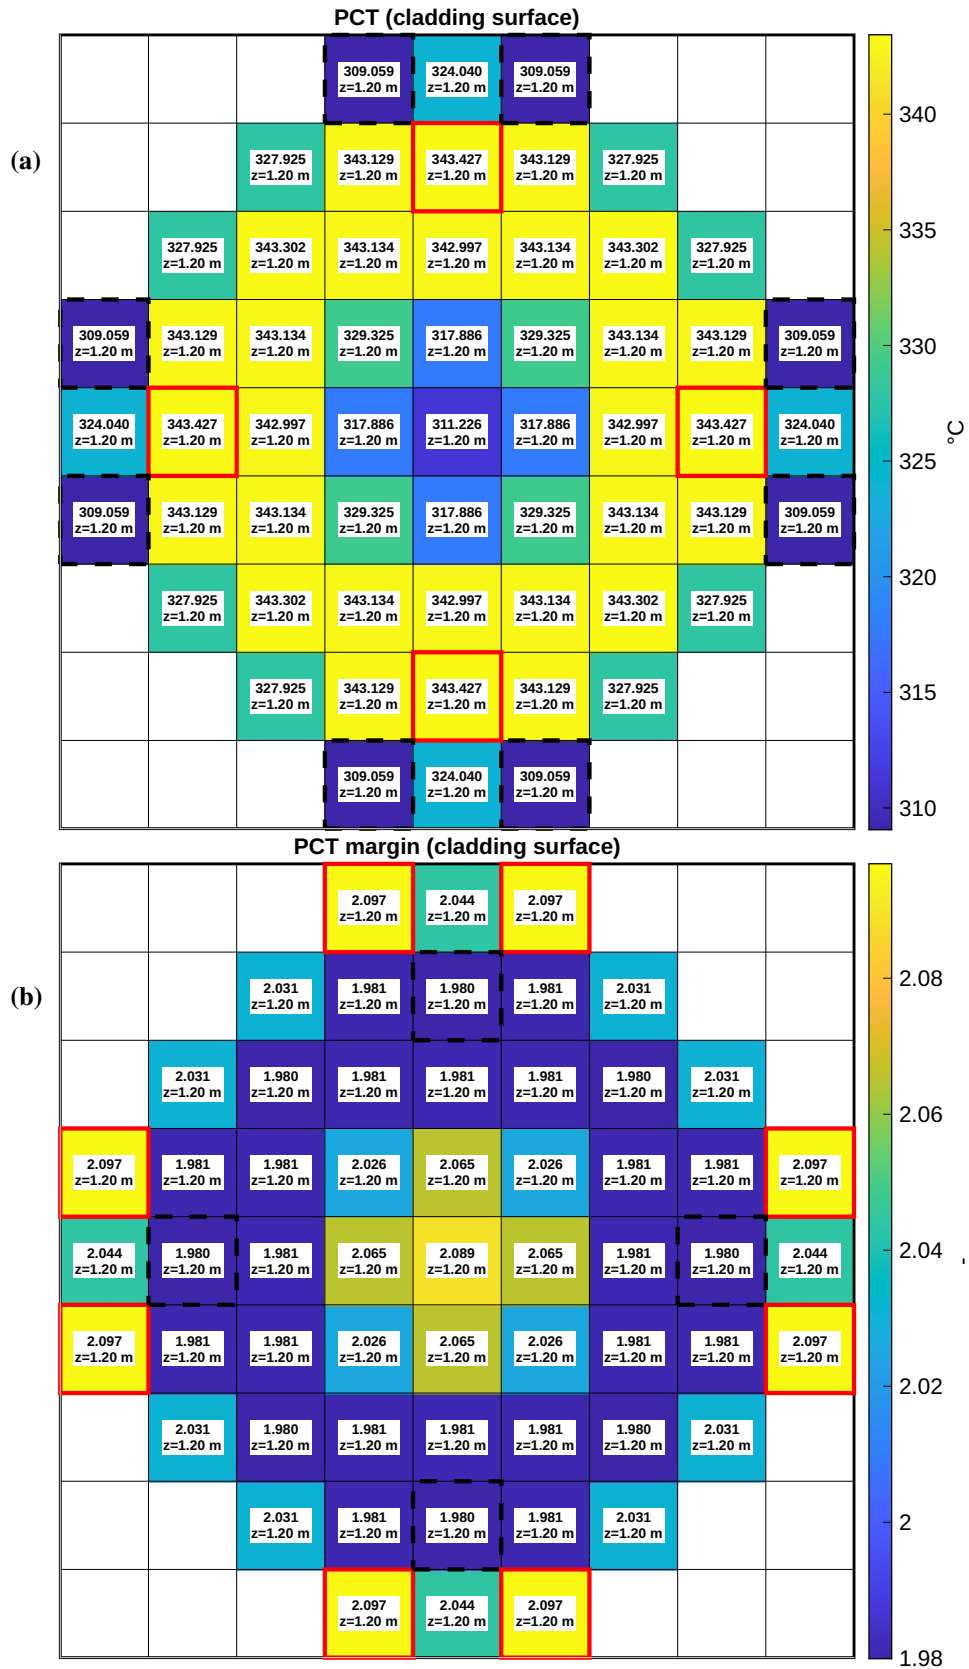 PCT (cladding surface)
309.059 324.040 309.059
z=1.20 m z=1.20 m z=1.20 m
340
(a)
327.925 343.129 343.427 343.129 327.925
z=1.20 m z=1.20 m z=1.20 m z=1.20 m z=1.20 m
335
327.925 343.302 343.134 342.997 343.134 343.302 327.925
z=1.20 m z=1.20 m z=1.20 m z=1.20 m z=1.20 m z=1.20 m z=1.20 m
309.059 343.129 343.134 329.325 317.886 329.325 343.134 343.129 309.059
z=1.20 m z=1.20 m z=1.20 m z=1.20 m z=1.20 m z=1.20 m z=1.20 m z=1.20 m z=1.20 m
330
324.040 343.427 342.997 317.886 311.226 317.886 342.997 343.427 324.040
z=1.20 m z=1.20 m z=1.20 m z=1.20 m z=1.20 m z=1.20 m z=1.20 m z=1.20 m z=1.20 m
°C
325
309.059 343.129 343.134 329.325 317.886 329.325 343.134 343.129 309.059
z=1.20 m z=1.20 m z=1.20 m z=1.20 m z=1.20 m z=1.20 m z=1.20 m z=1.20 m z=1.20 m
320
327.925 343.302 343.134 342.997 343.134 343.302 327.925
z=1.20 m z=1.20 m z=1.20 m z=1.20 m z=1.20 m z=1.20 m z=1.20 m
315
327.925 343.129 343.427 343.129 327.925
z=1.20 m z=1.20 m z=1.20 m z=1.20 m z=1.20 m
309.059 324.040 309.059
z=1.20 m z=1.20 m z=1.20 m
310
PCT margin (cladding surface)
2.097 2.044 2.097
z=1.20 m z=1.20 m z=1.20 m
2.08
(b)
2.031 1.981 1.980 1.981 2.031
z=1.20 m z=1.20 m z=1.20 m z=1.20 m z=1.20 m
2.031 1.980 1.981 1.981 1.981 1.980 2.031
z=1.20 m z=1.20 m z=1.20 m z=1.20 m z=1.20 m z=1.20 m z=1.20 m
2.06
2.097 1.981 1.981 2.026 2.065 2.026 1.981 1.981 2.097
z=1.20 m z=1.20 m z=1.20 m z=1.20 m z=1.20 m z=1.20 m z=1.20 m z=1.20 m z=1.20 m
2.04
2.044 1.980 1.981 2.065 2.089 2.065 1.981 1.980 2.044
z=1.20 m z=1.20 m z=1.20 m z=1.20 m z=1.20 m z=1.20 m z=1.20 m z=1.20 m z=1.20 m
-
2.097 1.981 1.981 2.026 2.065 2.026 1.981 1.981 2.097
z=1.20 m z=1.20 m z=1.20 m z=1.20 m z=1.20 m z=1.20 m z=1.20 m z=1.20 m z=1.20 m
2.02
2.031 1.980 1.981 1.981 1.981 1.980 2.031
z=1.20 m z=1.20 m z=1.20 m z=1.20 m z=1.20 m z=1.20 m z=1.20 m
2.031 1.981 1.980 1.981 2.031
z=1.20 m z=1.20 m z=1.20 m z=1.20 m z=1.20 m
2
2.097 2.044 2.097
z=1.20 m z=1.20 m z=1.20 m
1.98